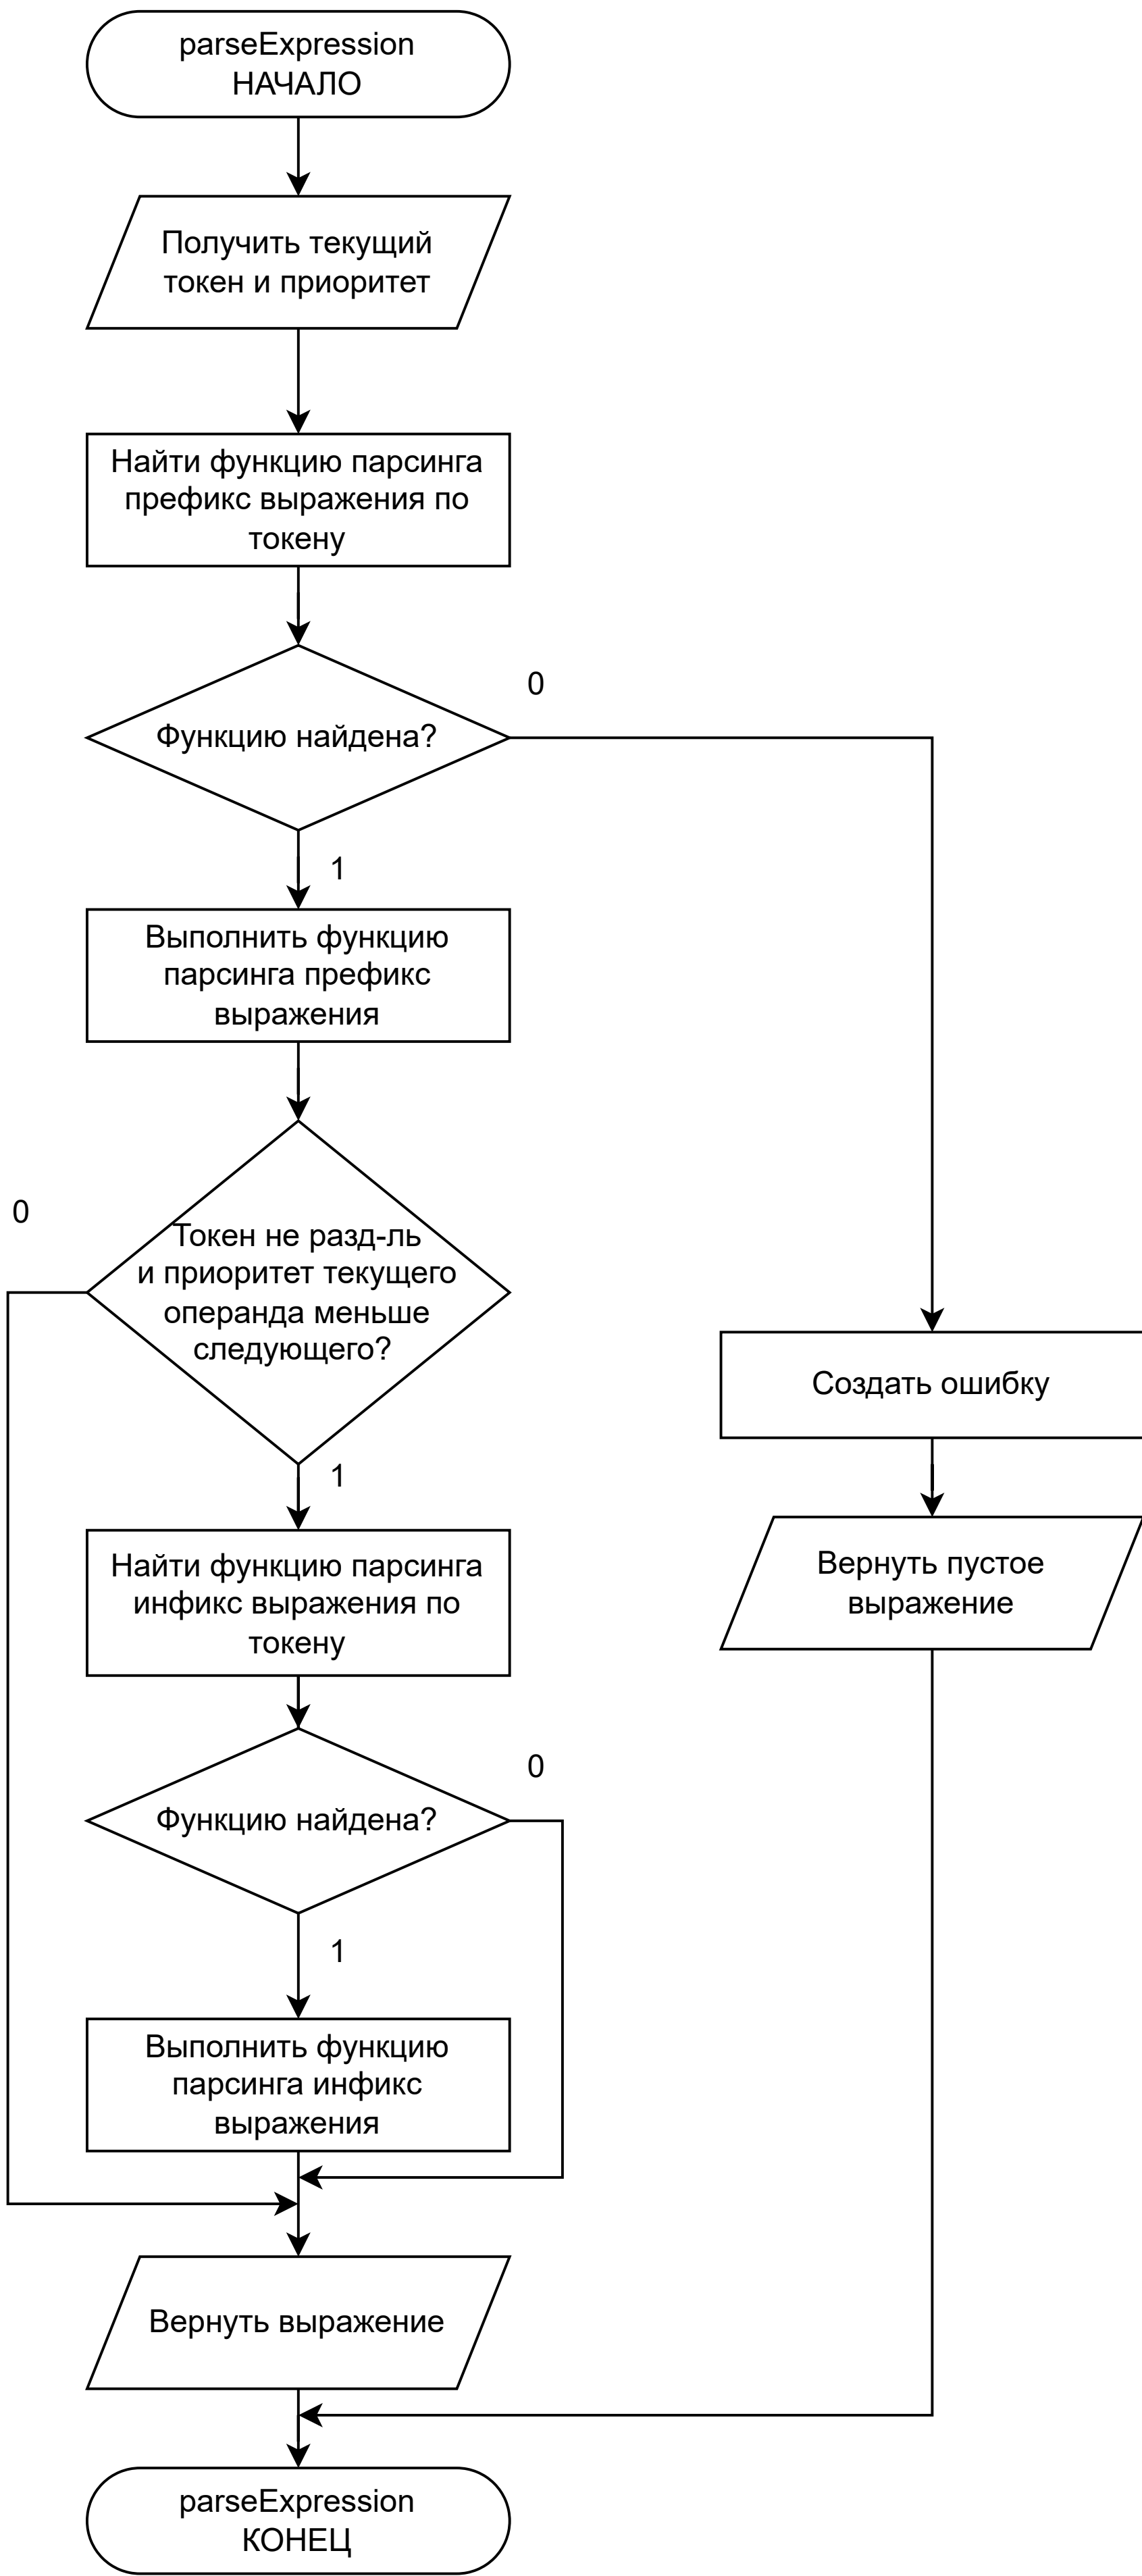 parseExpression
НАЧАЛО
Получить текущий
токен и приоритет
Найти функцию парсинга
префикс выражения по
токену
0
Функцию найдена?
1
Выполнить функцию
парсинга префикс
выражения
0
Токен не разд-ль
и приоритет текущего
операнда меньше
следующего?
Создать ошибку
1
Найти функцию парсинга
инфикс выражения по
токену
Вернуть пустое
выражение
0
Функцию найдена?
1
Выполнить функцию
парсинга инфикс
выражения
Вернуть выражение
parseExpression
КОНЕЦ